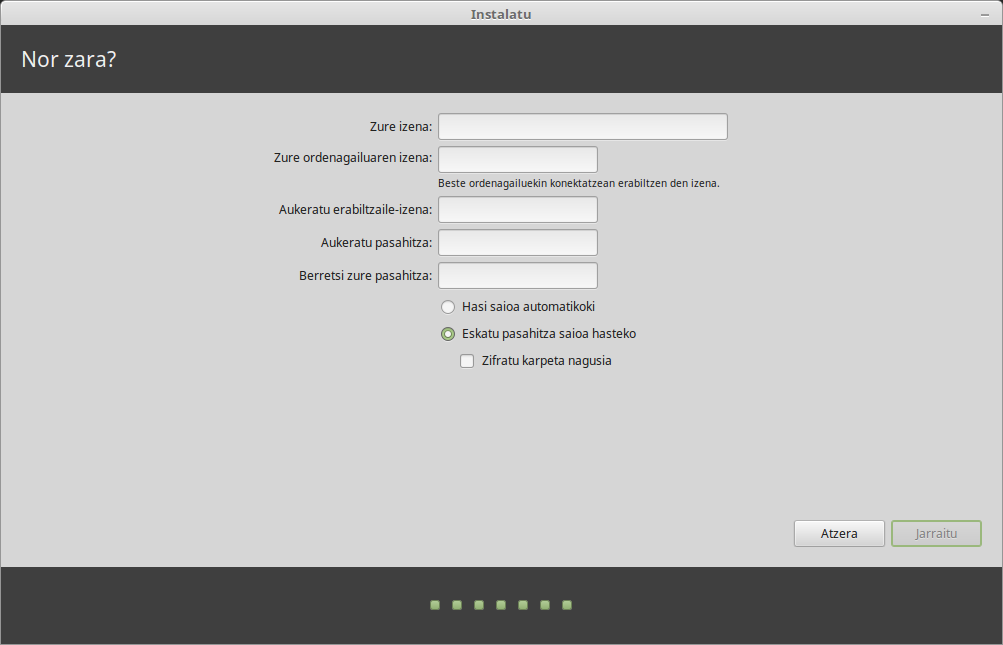 Instalatu
Nor zara?
Zure izena:
Zure ordenagailuaren izena:
Beste ordenagailuekin konektatzean erabiltzen den izena.
Aukeratu erabiltzaile-izena:
Aukeratu pasahitza:
Berretsi zure pasahitza:
Hasi saioa automatikoki
Eskatu pasahitza saioa hasteko
Zifratu karpeta nagusia
Atzera Jarraitu